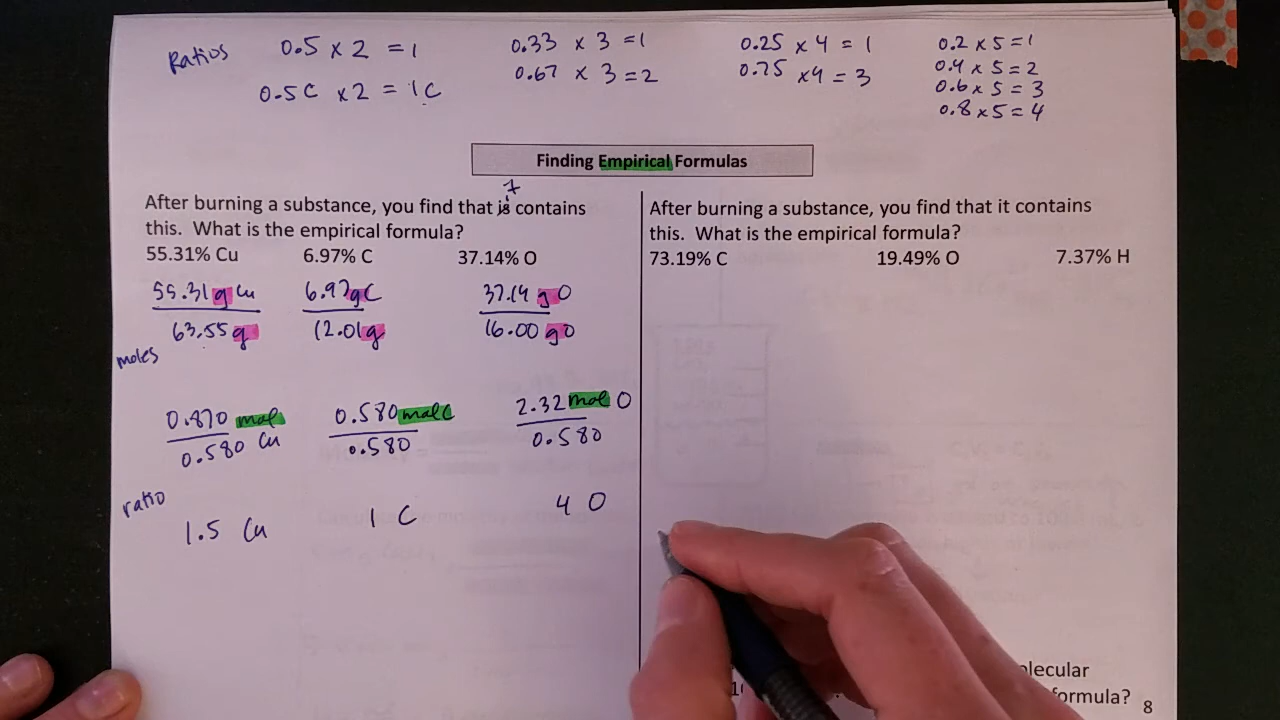 Ratios
0.5 x 2 = 1
0.5C x 2 = 1C
0.33 x 3 = 1
0.67 x 3 = 2
0.25 x 4 = 1
0.75 x 4 = 3
0.2 x 5 = 1
0.4 x 5 = 2
0.6 x 5 = 3
0.8 x 5 = 4
Finding Empirical Formulas
After burning a substance, you find that is contains
this. What is the empirical formula?
55.31% Cu 6.97% C 37.14% O
55.31 g Cu 6.97 g C 37.14 g O
63.55 g 12.01 g 16.00 g O
moles
0.870 mol 0.580 mol C 2.32 mol O
0.580 Cu 0.580 0.580
ratio
1.5 Cu 1 C 4 O
After burning a substance, you find that it contains
this. What is the empirical formula?
73.19% C 19.49% O 7.37% H
olecular
formula?
8